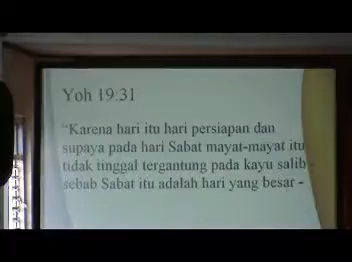 Yoh 19:31
“Karena hari itu hari persiapan dan
supaya pada hari Sabat mayat-mayat itu
tidak tinggal tergantung pada kayu salib -
sebab Sabat itu adalah hari yang besar -